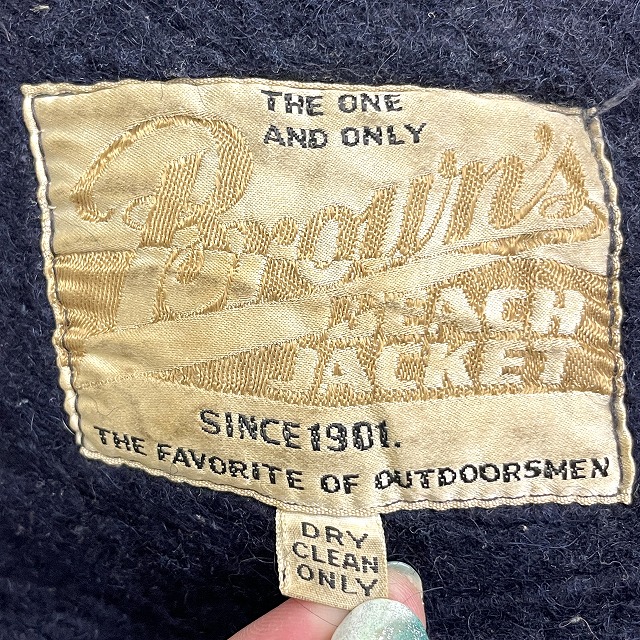 THE ONE
AND ONLY
Brown's
BEACH
JACKET
SINCE 1901.
THE FAVORITE OF OUTDOORSMEN
DRY
CLEAN
ONLY